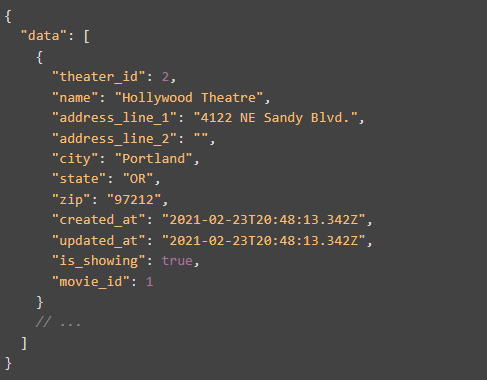 {
  "data": [
    {
      "theater_id": 2,
      "name": "Hollywood Theatre",
      "address_line_1": "4122 NE Sandy Blvd.",
      "address_line_2": "",
      "city": "Portland",
      "state": "OR",
      "zip": "97212",
      "created_at": "2021-02-23T20:48:13.342Z",
      "updated_at": "2021-02-23T20:48:13.342Z",
      "is_showing": true,
      "movie_id": 1
    }
    // ...
  ]
}